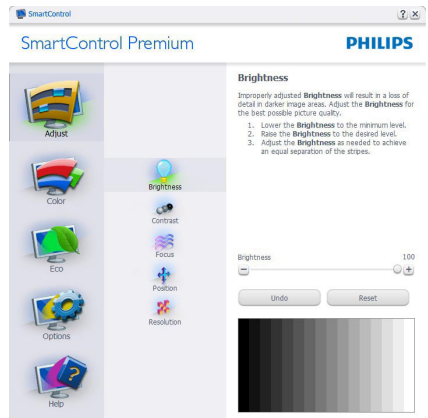 SmartControl
SmartControl Premium
PHILIPS
Adjust
Color
Eco
Options
Help
Brightness
Contrast
Focus
Position
Resolution
Brightness
Improperly adjusted Brightness will result in a loss of
detail in darker image areas. Adjust the Brightness for
the best possible picture quality.
1. Lower the Brightness to the minimum level.
2. Raise the Brightness to the desired level.
3. Adjust the Brightness as needed to achieve
an equal separation of the stripes.
Brightness 100
Undo Reset